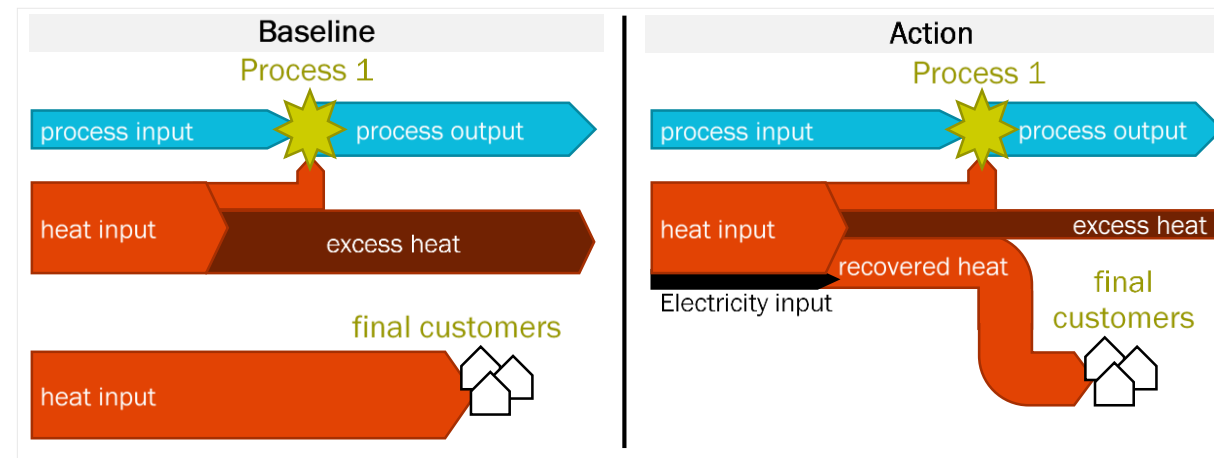 Baseline
Process 1
process input
process output
heat input
excess heat
final customers
heat input
Action
Process 1
process input
process output
heat input
excess heat
recovered heat
Electricity input
final
customers